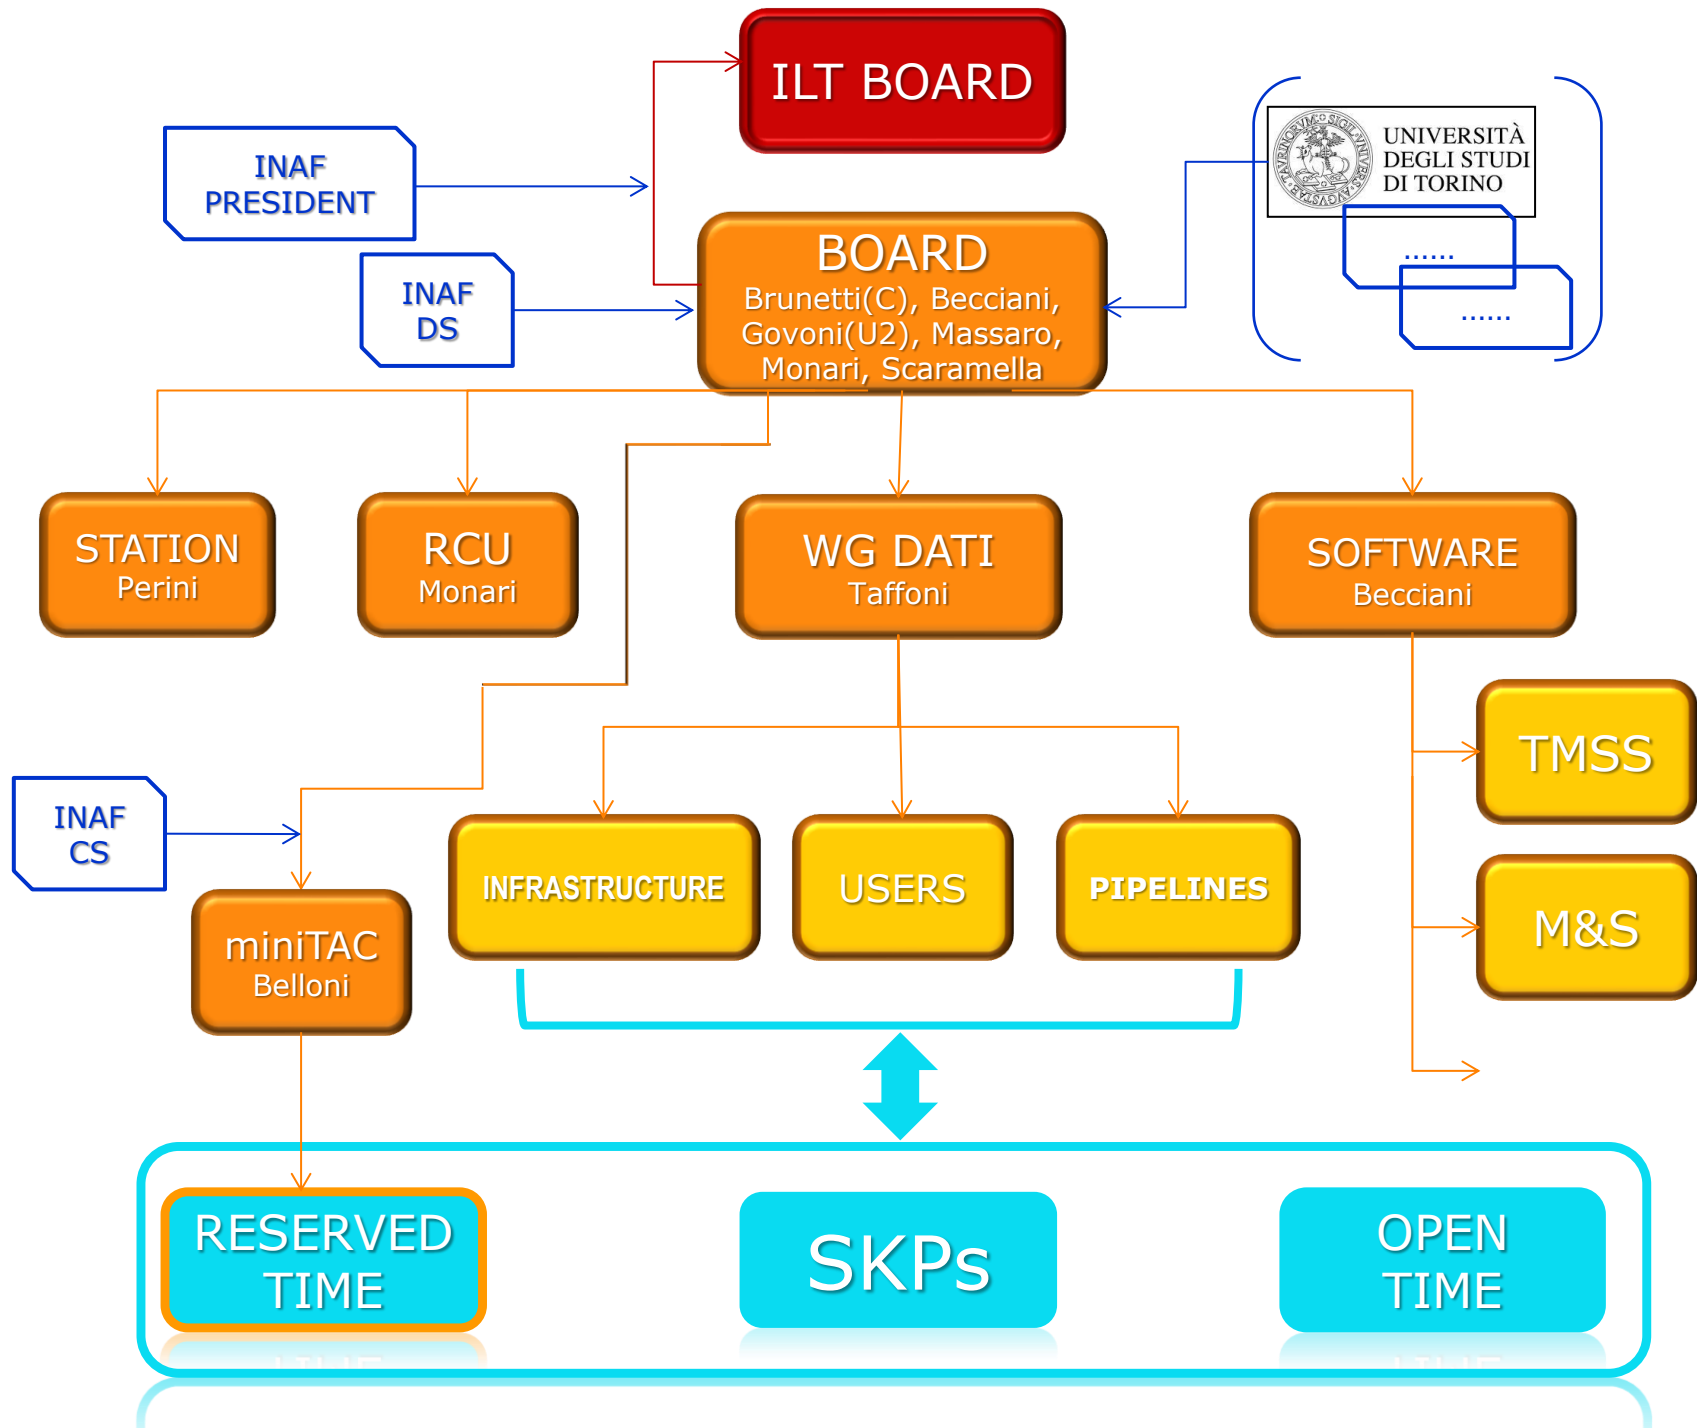 ILT BOARD
INAF
PRESIDENT
UNIVERSITÀ
DEGLI STUDI
DI TORINO
......
......
INAF
DS
BOARD
Brunetti(C), Becciani,
Govoni(U2), Massaro,
Monari, Scaramella
STATION
Perini
RCU
Monari
WG DATI
Taffoni
SOFTWARE
Becciani
TMSS
M&S
INAF
CS
INFRASTRUCTURE
USERS
PIPELINES
miniTAC
Belloni
RESERVED
TIME
SKPs
OPEN
TIME